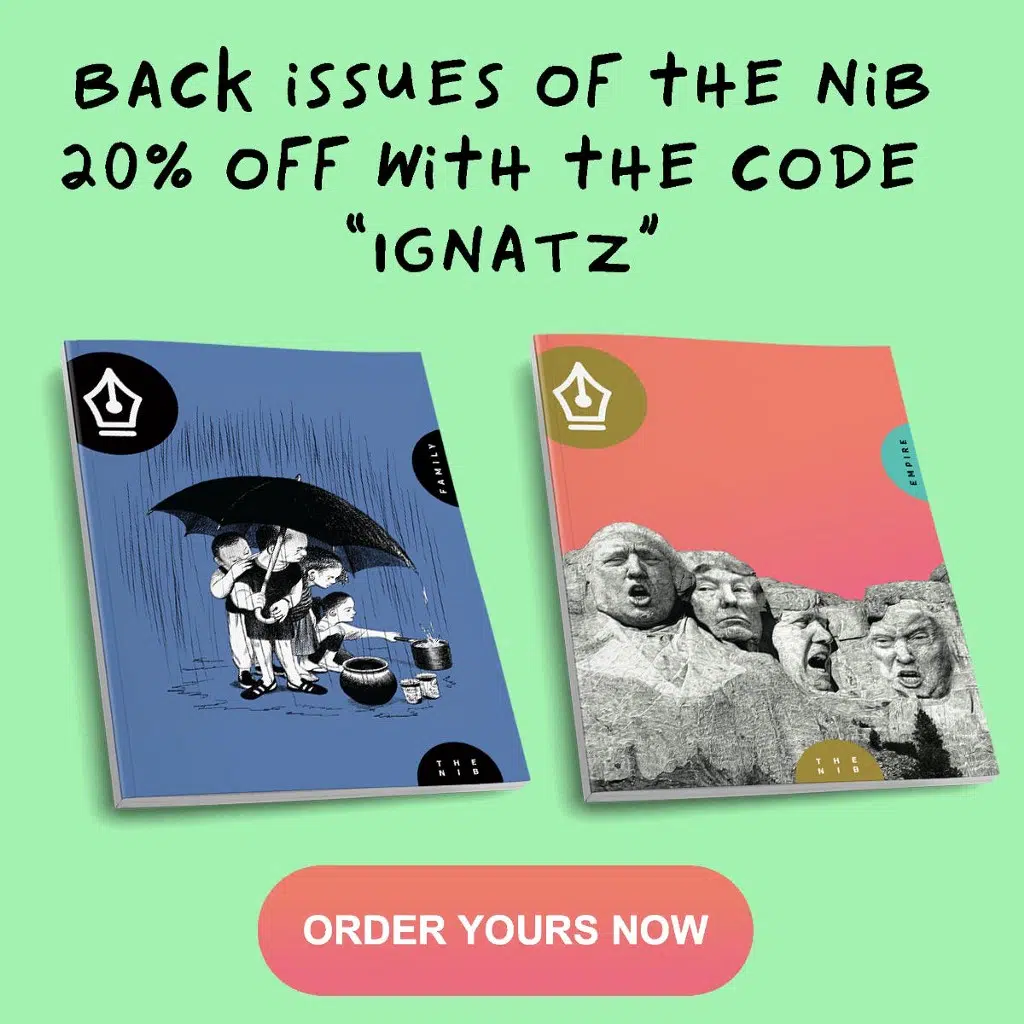 BACK ISSUES OF THE NIB
20% OFF WITH THE CODE
“IGNATZ”
FAMILY
THE
NIB
EMPIRE
THE
NIB
ORDER YOURS NOW